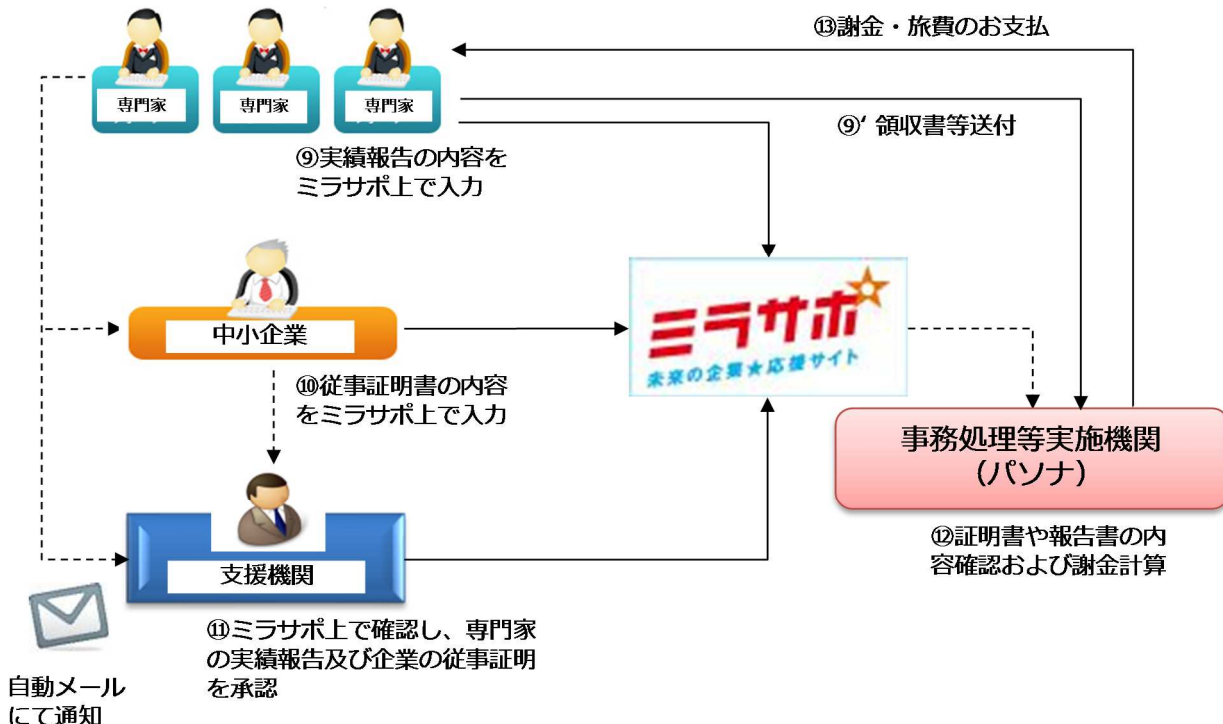 ⑬謝金・旅費のお支払
専門家
専門家
専門家
⑨’ 領収書等送付
⑨実績報告の内容を
ミラサポ上で入力
中小企業
ミラサポ
未来の企業★応援サイト
⑩従事証明書の内容
をミラサポ上で入力
事務処理等実施機関
（パソナ）
支援機関
⑫証明書や報告書の内
容確認および謝金計算
⑪ミラサポ上で確認し、専門家
の実績報告及び企業の従事証明
を承認
自動メール
にて通知